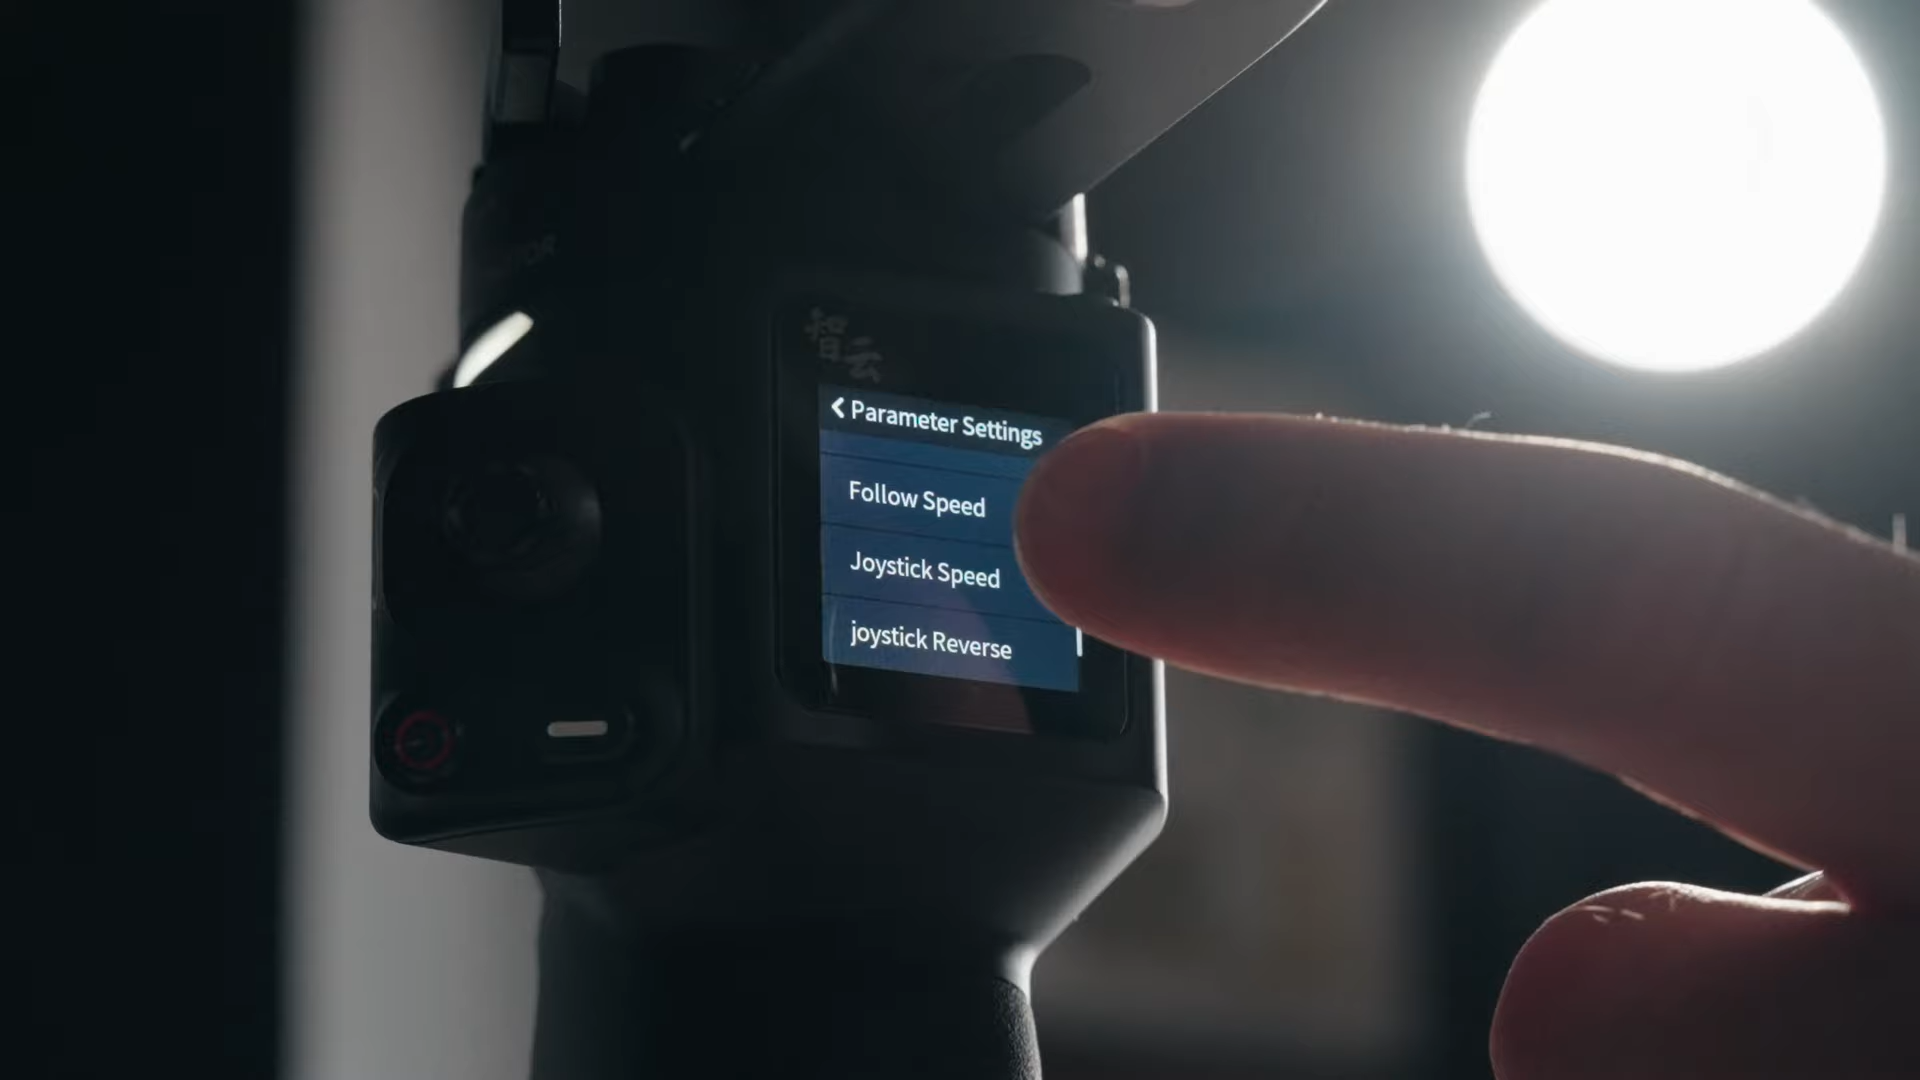 智云
Parameter Settings
Follow Speed
Joystick Speed
joystick Reverse